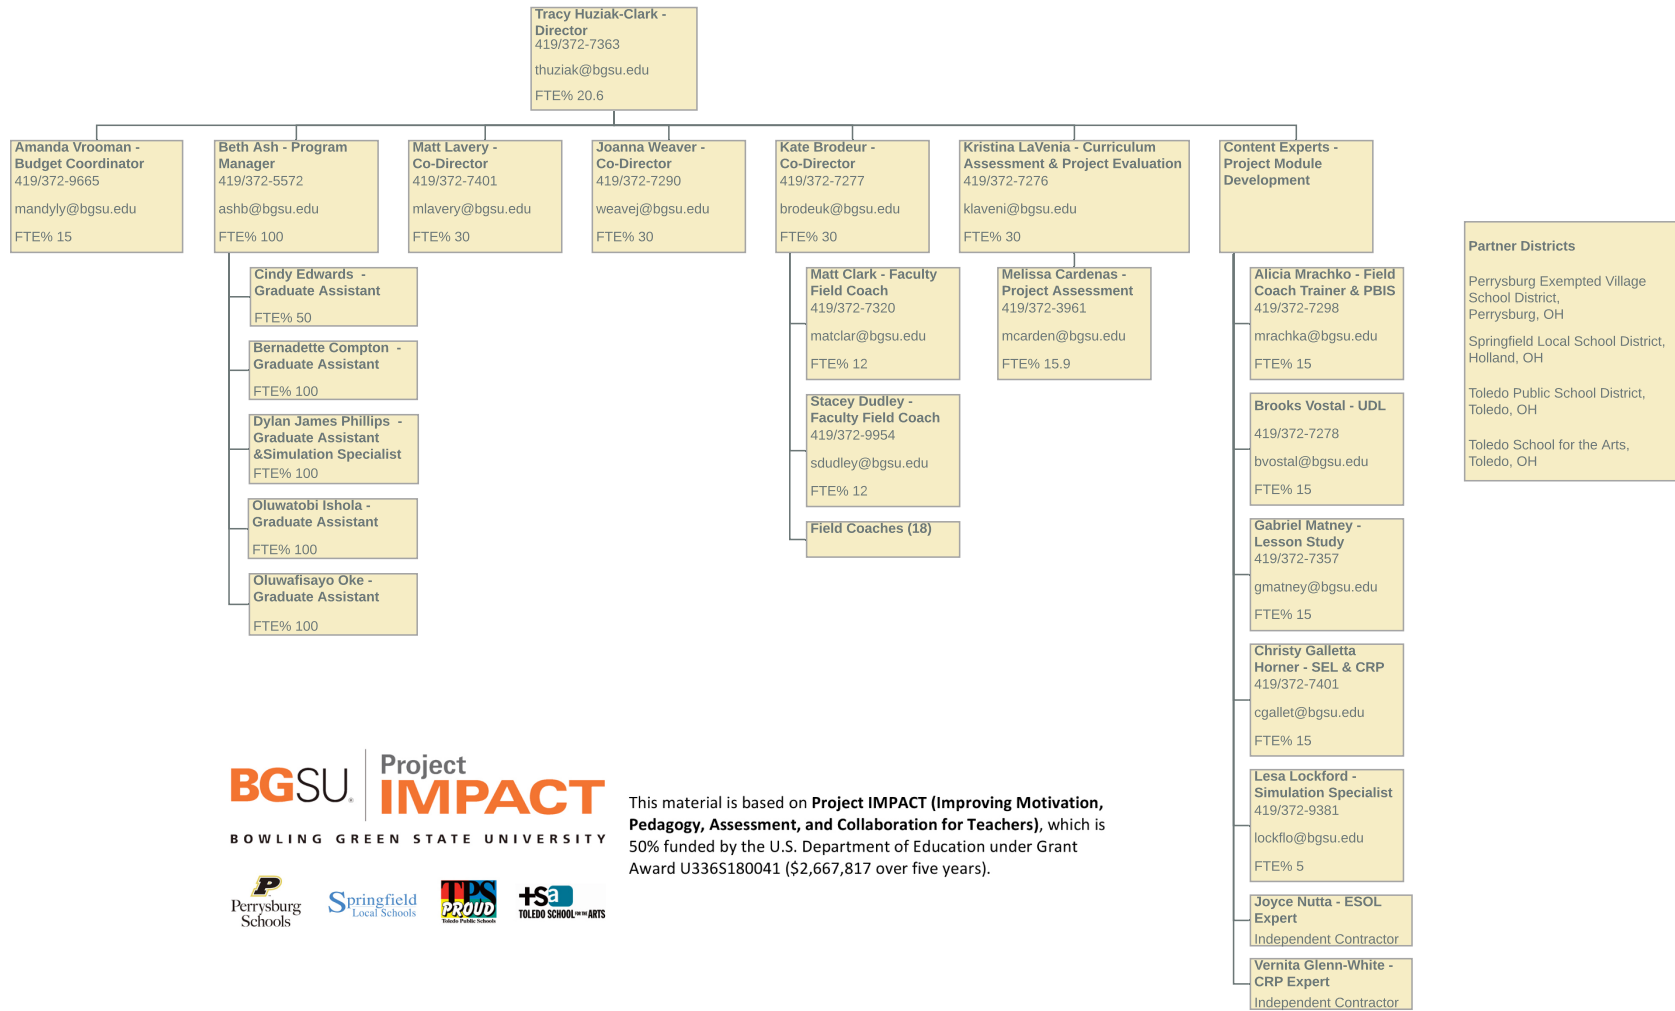 Tracy Huziak-Clark -
Director
419/372-7363
thuziak@bgsu.edu
FTE% 20.6
Amanda Vrooman -
Budget Coordinator
419/372-9665
mandyly@bgsu.edu
FTE% 15
Beth Ash - Program
Manager
419/372-5572
ashb@bgsu.edu
FTE% 100
Matt Lavery -
Co-Director
419/372-7401
mlavery@bgsu.edu
FTE% 30
Joanna Weaver -
Co-Director
419/372-7290
weavej@bgsu.edu
FTE% 30
Kate Brodeur -
Co-Director
419/372-7277
brodeuk@bgsu.edu
FTE% 30
Kristina LaVenia - Curriculum
Assessment & Project Evaluation
419/372-7276
klaveni@bgsu.edu
FTE% 30
Content Experts -
Project Module
Development
Cindy Edwards  -
Graduate Assistant
FTE% 50
Bernadette Compton  -
Graduate Assistant
FTE% 100
Dylan James Phillips  -
Graduate Assistant
&Simulation Specialist
FTE% 100
Oluwatobi Ishola -
Graduate Assistant
FTE% 100
Oluwafisayo Oke -
Graduate Assistant
FTE% 100
Matt Clark - Faculty
Field Coach
419/372-7320
matclar@bgsu.edu
FTE% 12
Stacey Dudley -
Faculty Field Coach
419/372-9954
sdudley@bgsu.edu
FTE% 12
Field Coaches (18)
Melissa Cardenas -
Project Assessment
419/372-3961
mcarden@bgsu.edu
FTE% 15.9
Alicia Mrachko - Field
Coach Trainer & PBIS
419/372-7298
mrachka@bgsu.edu
FTE% 15
Brooks Vostal - UDL
419/372-7278
bvostal@bgsu.edu
FTE% 15
Gabriel Matney -
Lesson Study
419/372-7357
gmatney@bgsu.edu
FTE% 15
Christy Galletta
Horner - SEL & CRP
419/372-7401
cgallet@bgsu.edu
FTE% 15
Lesa Lockford -
Simulation Specialist
419/372-9381
lockflo@bgsu.edu
FTE% 5
Joyce Nutta - ESOL
Expert
Independent Contractor
Vernita Glenn-White -
CRP Expert
Independent Contractor
Partner Districts
Perrysburg Exempted Village
School District,
Perrysburg, OH
Springfield Local School District,
Holland, OH
Toledo Public School District,
Toledo, OH
Toledo School for the Arts,
Toledo, OH
BGSU® Project
IMPACT
BOWLING GREEN STATE UNIVERSITY
P
Perrysburg
Schools
Springfield
Local Schools
TPS
PROUD
Toledo Public Schools
tsa
TOLEDO SCHOOL FOR THE ARTS
This material is based on Project IMPACT (Improving Motivation,
Pedagogy, Assessment, and Collaboration for Teachers), which is
50% funded by the U.S. Department of Education under Grant
Award U336S180041 ($2,667,817 over five years).